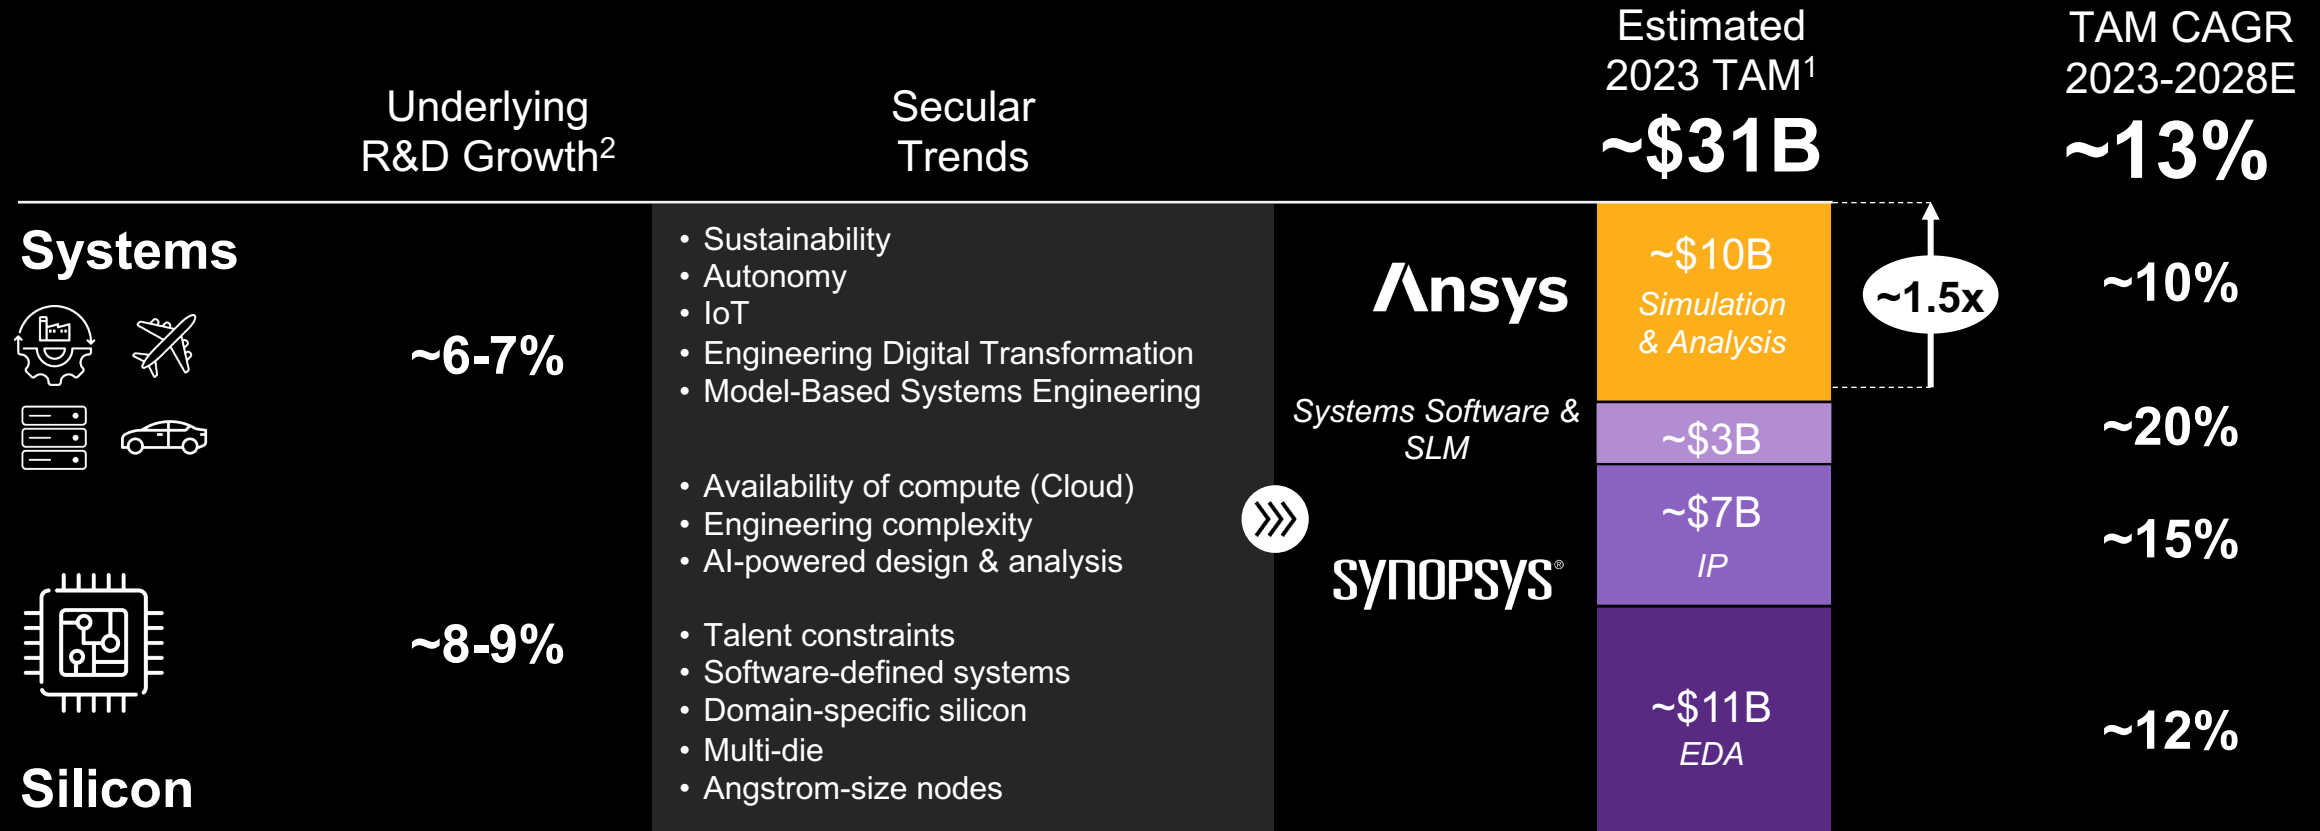 Underlying
R&D Growth²
Secular
Trends
Estimated
2023 TAM¹
~$31B
TAM CAGR
2023-2028E
~13%
Systems
~6-7%
• Sustainability
• Autonomy
• IoT
• Engineering Digital Transformation
• Model-Based Systems Engineering
Ansys
~$10B
Simulation
& Analysis
~1.5x
~10%
Systems Software &
SLM
~$3B
~20%
• Availability of compute (Cloud)
• Engineering complexity
• AI-powered design & analysis
SYNOPSYS®
~$7B
IP
~15%
Silicon
~8-9%
• Talent constraints
• Software-defined systems
• Domain-specific silicon
• Multi-die
• Angstrom-size nodes
~$11B
EDA
~12%